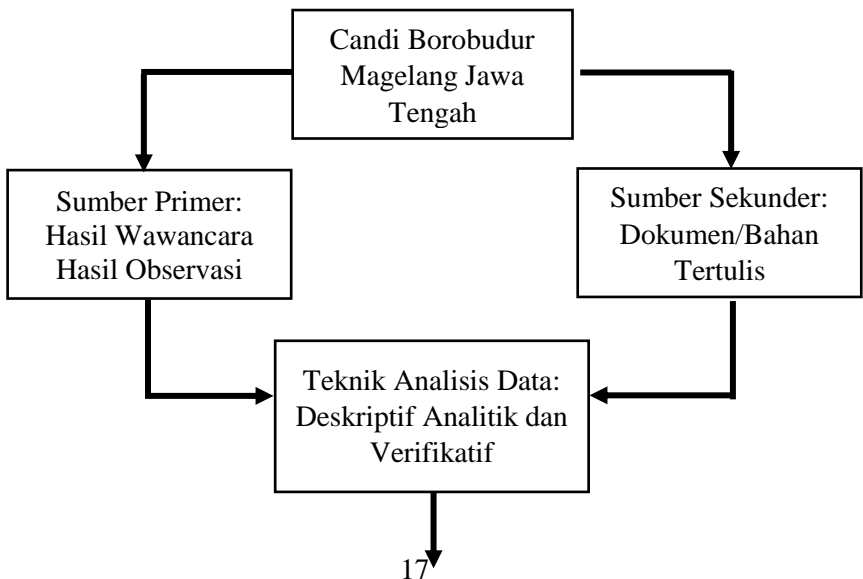 Candi Borobudur
Magelang Jawa
Tengah
Sumber Primer:
Hasil Wawancara
Hasil Observasi
Sumber Sekunder:
Dokumen/Bahan
Tertulis
Teknik Analisis Data:
Deskriptif Analitik dan
Verifikatif
17